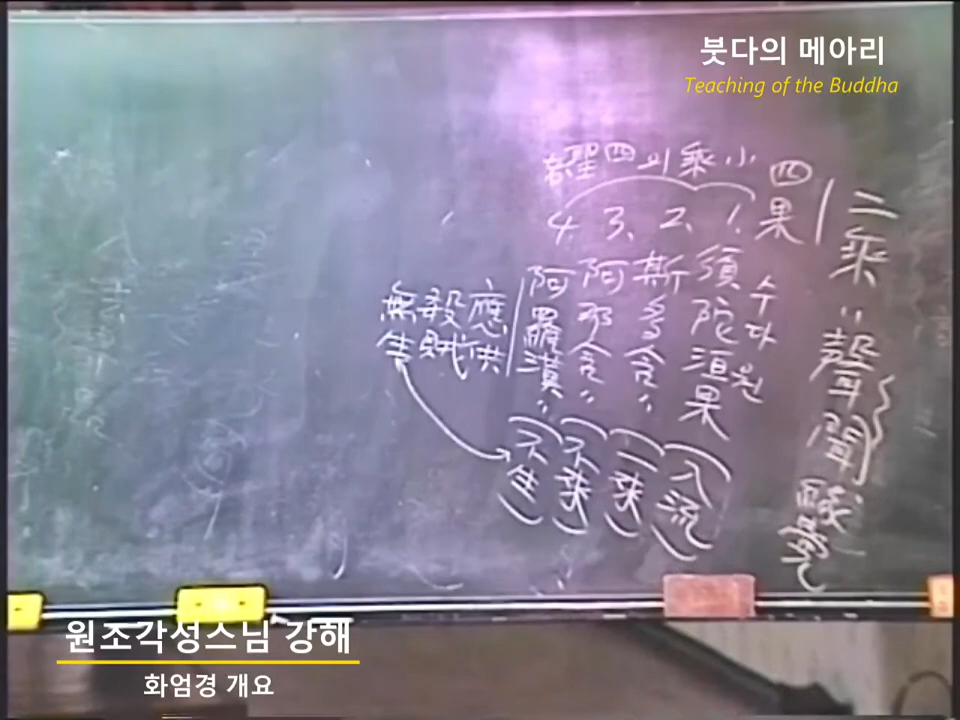 붓다의 메아리
Teaching of the Buddha
二乘〃聲聞
四果
小乘의四聖者
1. 須陀洹果 (入流)
수다원
2. 斯多含〃 (一來)
3. 阿那含〃 (不來)
4. 阿羅漢〃 (不生)
應供
殺賊
無生
원조각성스님 강해
화엄경 개요